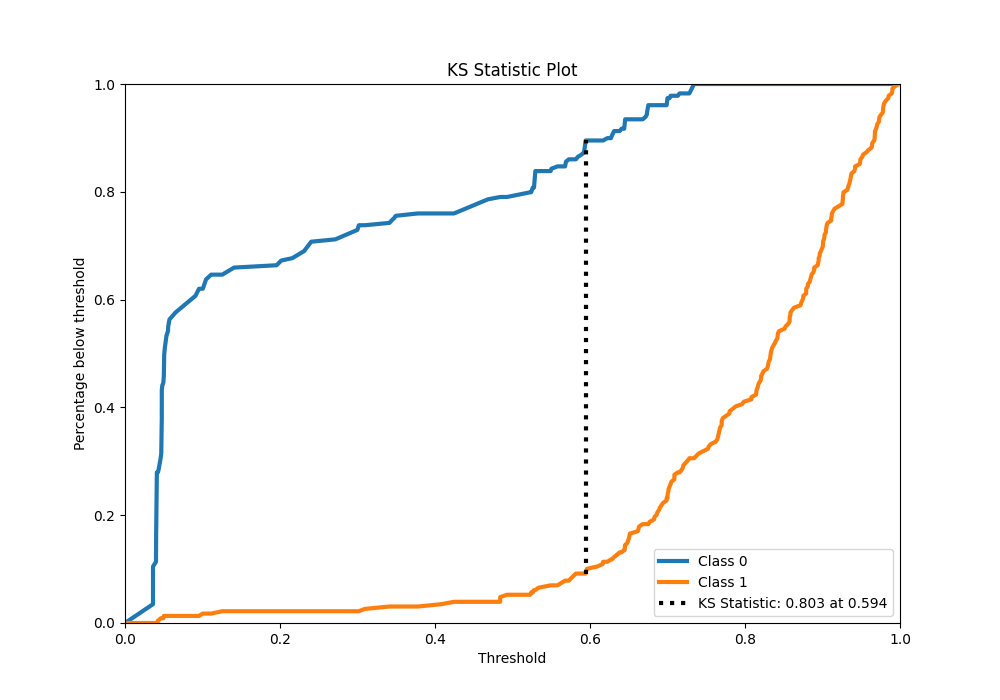 KS Statistic Plot
1.0
0.8
0.6
0.4
0.2
0.0
Percentage below threshold
0.0 0.2 0.4 0.6 0.8 1.0
Threshold
Class 0
Class 1
KS Statistic: 0.803 at 0.594